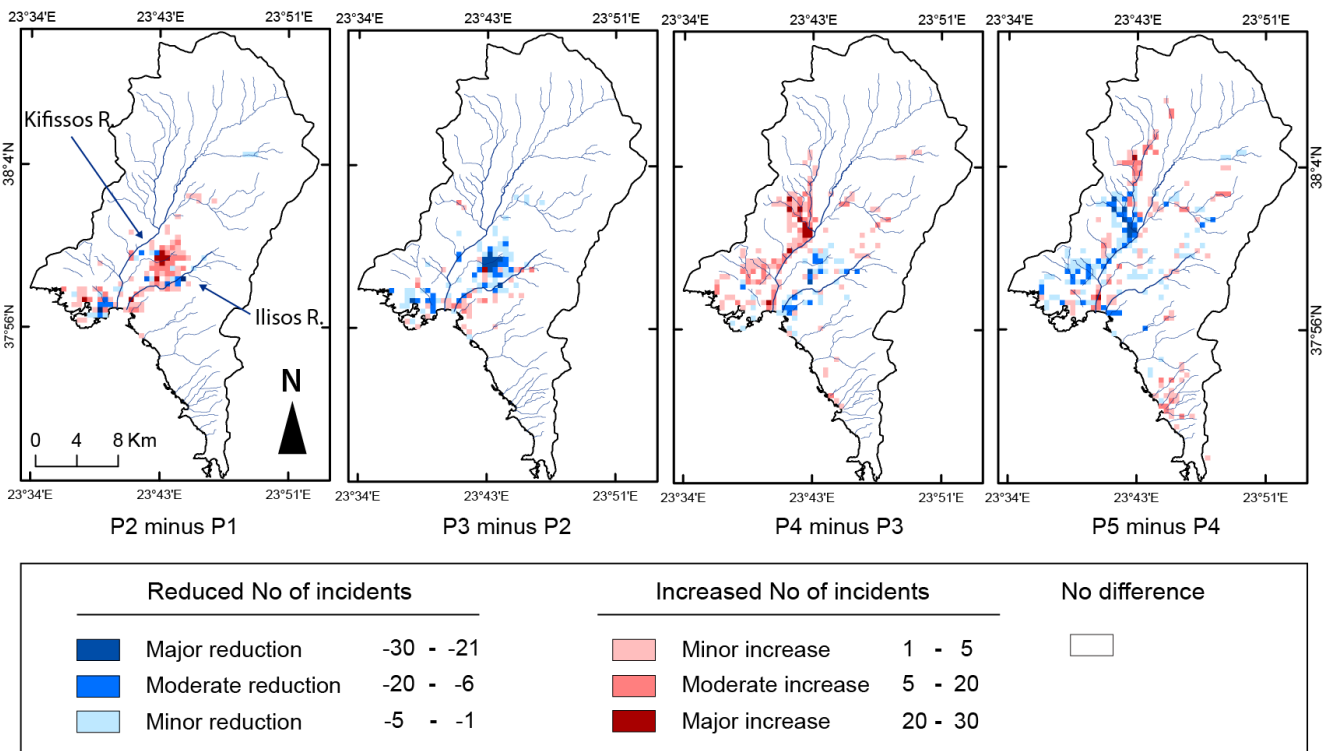 23°34'E 23°43'E 23°51'E 23°34'E 23°43'E 23°51'E 23°34'E 23°43'E 23°51'E 23°34'E 23°43'E 23°51'E
Kifissos R.
38°4'N
38°4'N
Ilisos R.
37°56'N
37°56'N
N
0 4 8 Km
23°34'E 23°43'E 23°51'E 23°34'E 23°43'E 23°51'E 23°34'E 23°43'E 23°51'E 23°34'E 23°43'E 23°51'E
P2 minus P1 P3 minus P2 P4 minus P3 P5 minus P4
Reduced No of incidents Increased No of incidents No difference
Major reduction -30 - -21 Minor increase 1 - 5
Moderate reduction -20 - -6 Moderate increase 5 - 20
Minor reduction -5 - -1 Major increase 20 - 30